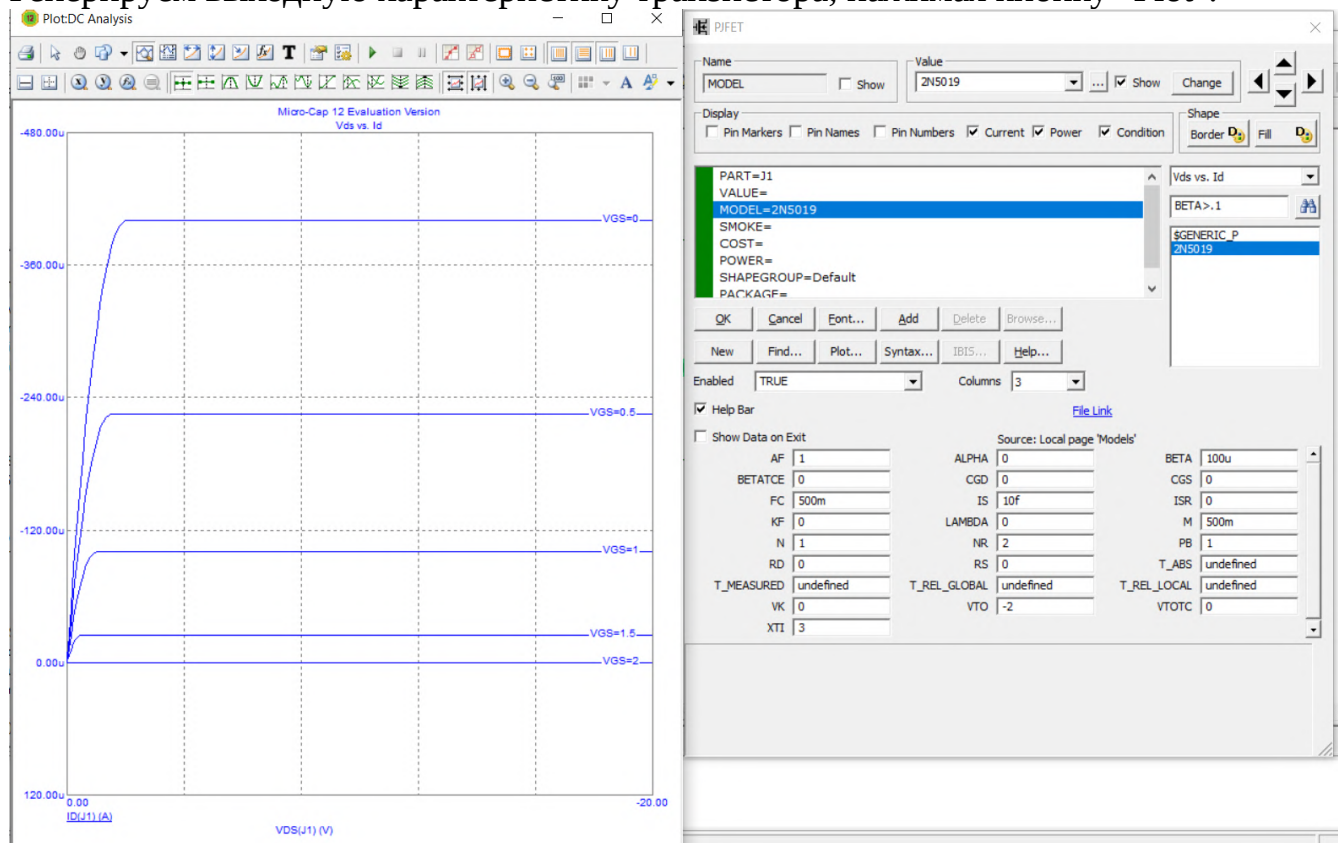 Генерируем выходную характеристику транзистора, нажимая кнопку "Plot".
Plot:DC Analysis
Micro-Cap 12 Evaluation Version
Vds vs. Id
-480.00u
VGS=0
-360.00u
-240.00u
VGS=0.5
-120.00u
VGS=1
VGS=1.5
0.00u
VGS=2
120.00u
0.00
-20.00
ID(J1) (A)
VDS(J1) (V)
PJFET
Name
MODEL
Show
Value
2N5019
...
Show
Change
Display
Pin Markers
Pin Names
Pin Numbers
Current
Power
Condition
Shape
Border
Fill
PART=J1
VALUE=
MODEL=2N5019
SMOKE=
COST=
POWER=
SHAPEGROUP=Default
PACKAGE=
Vds vs. Id
BETA>.1
$GENERIC_P
2N5019
OK
Cancel
Font...
Add
Delete
Browse...
New
Find...
Plot...
Syntax...
IBIS...
Help...
Enabled
TRUE
Columns
3
Help Bar
File Link
Show Data on Exit
Source: Local page 'Models'
AF 1
ALPHA 0
BETA 100u
BETATCE 0
CGD 0
CGS 0
FC 500m
IS 10f
ISR 0
KF 0
LAMBDA 0
M 500m
N 1
NR 2
PB 1
RD 0
RS 0
T_ABS undefined
T_MEASURED undefined
T_REL_GLOBAL undefined
T_REL_LOCAL undefined
VK 0
VTO -2
VTOTC 0
XTI 3